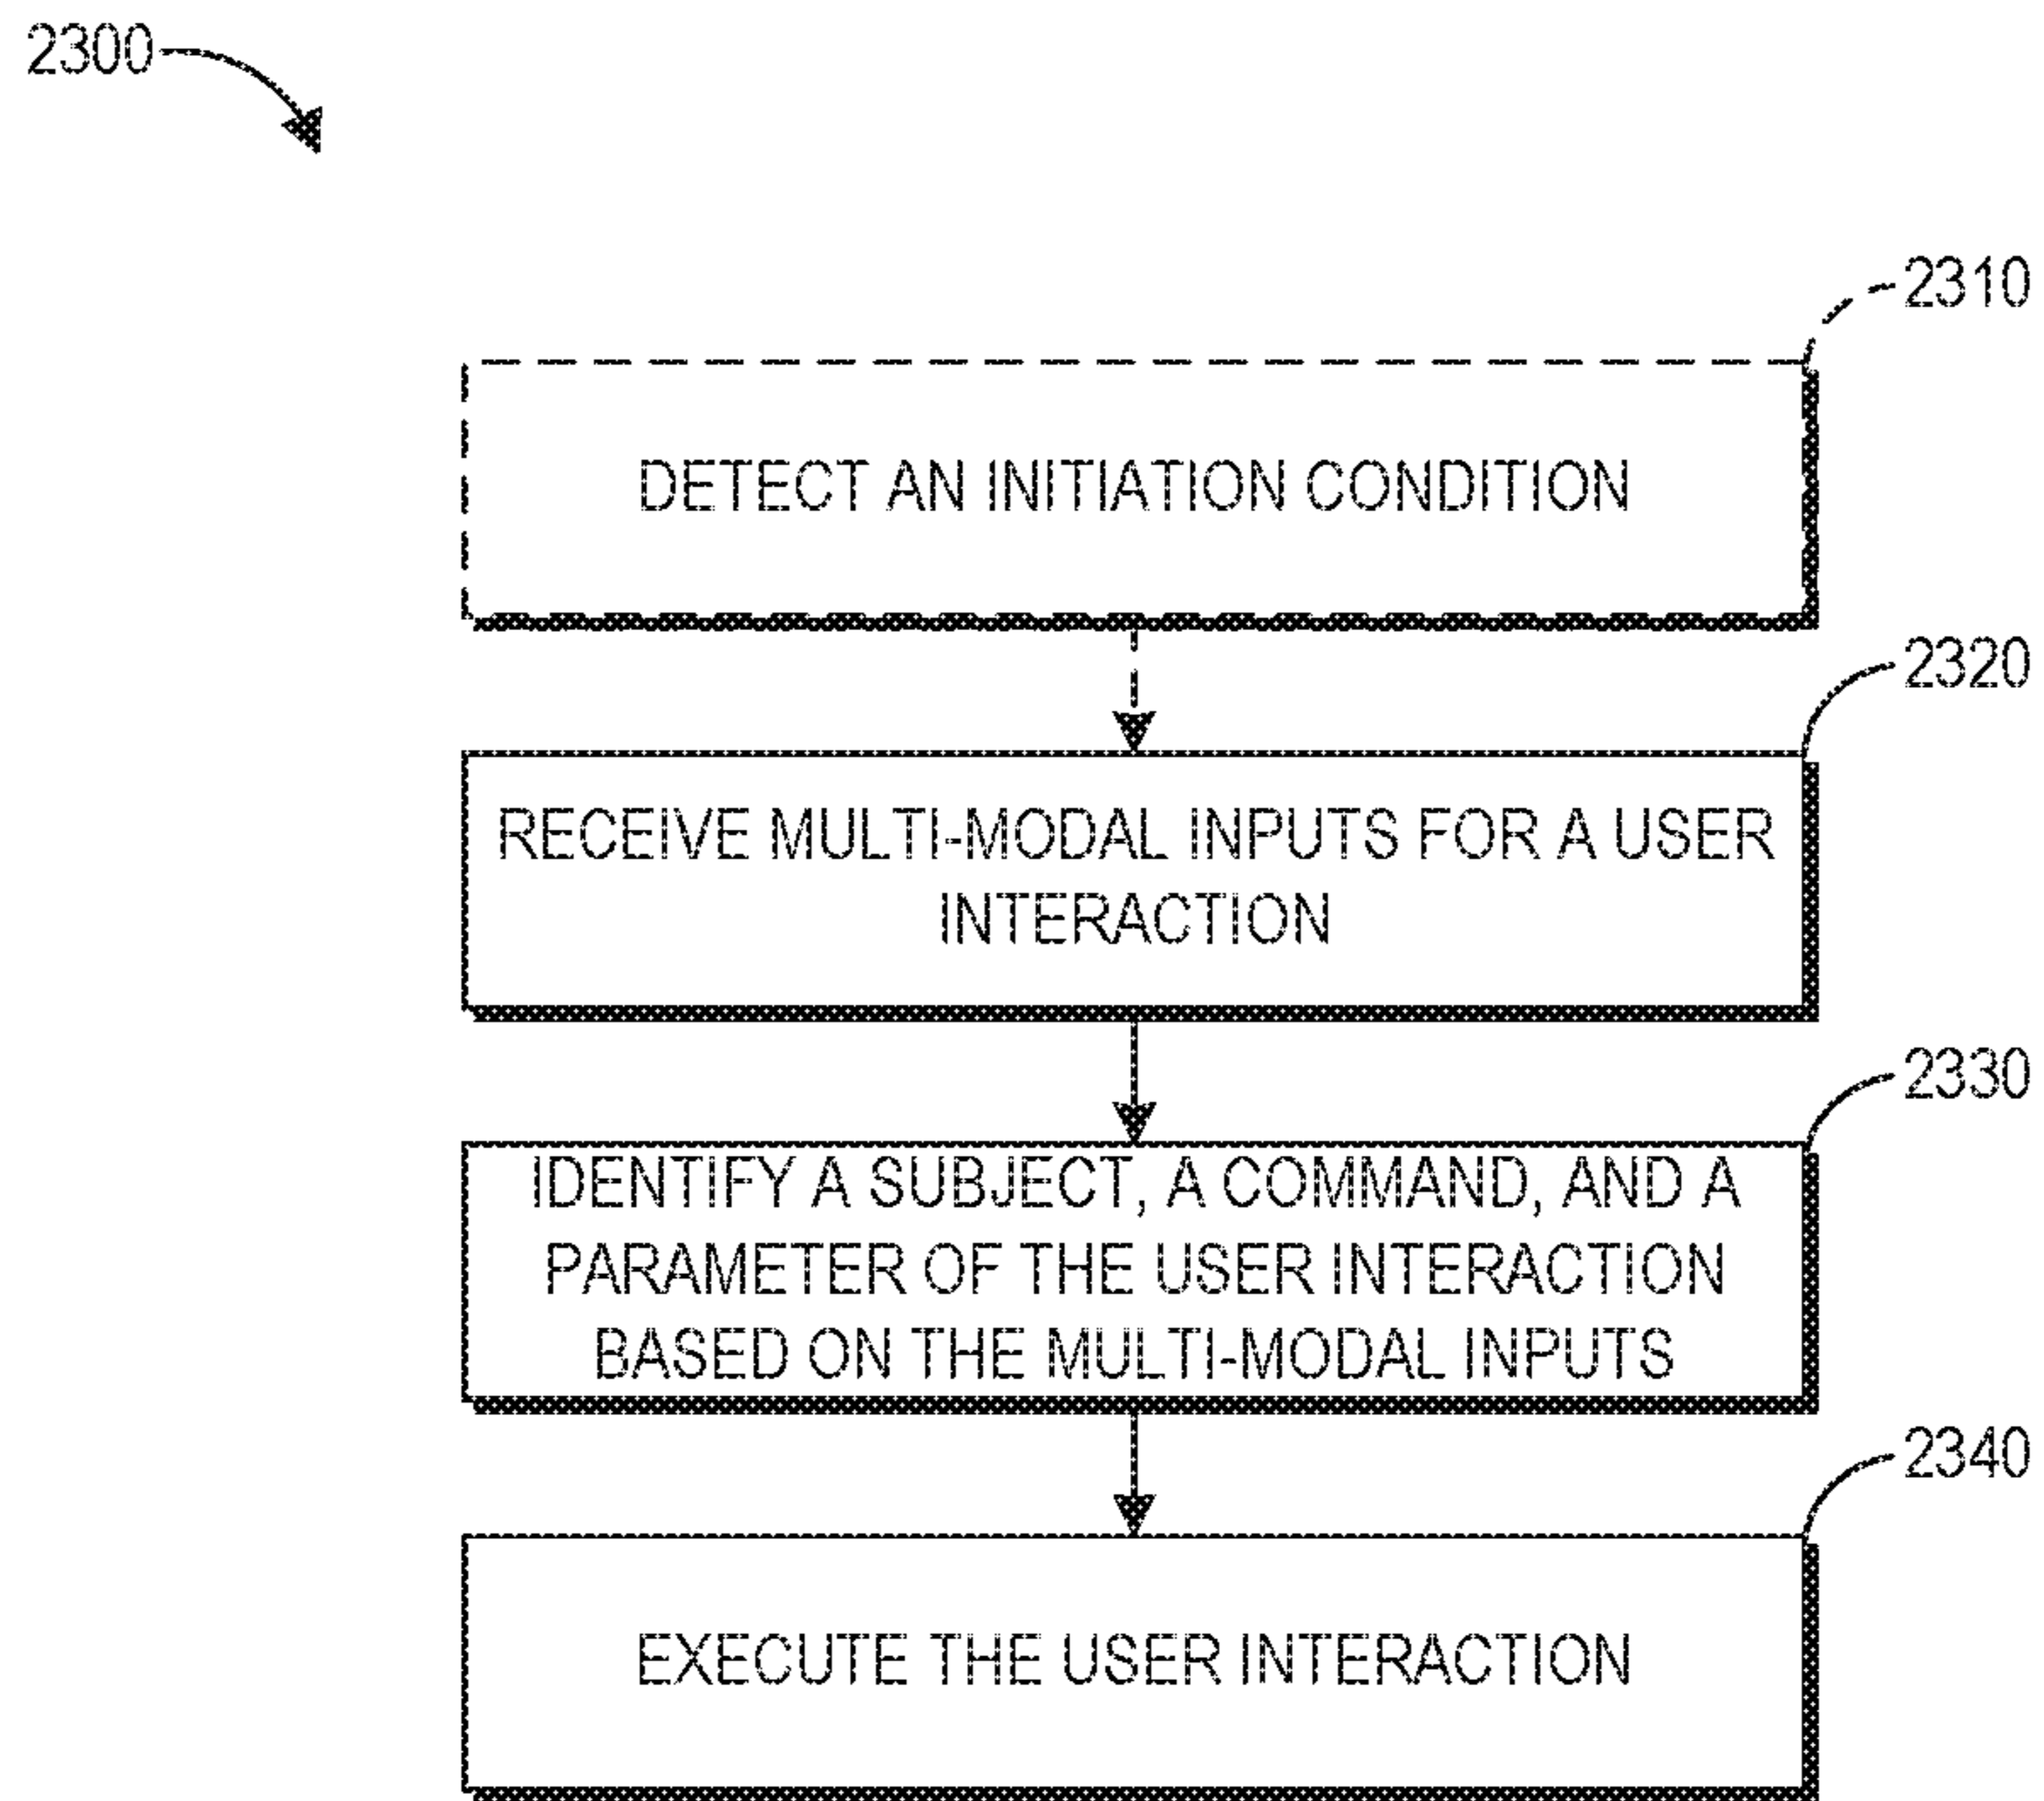 2300
2310
DETECT AN INITIATION CONDITION
2320
RECEIVE MULTI-MODAL INPUTS FOR A USER
INTERACTION
2330
IDENTIFY A SUBJECT, A COMMAND, AND A
PARAMETER OF THE USER INTERACTION
BASED ON THE MULTI-MODAL INPUTS
2340
EXECUTE THE USER INTERACTION